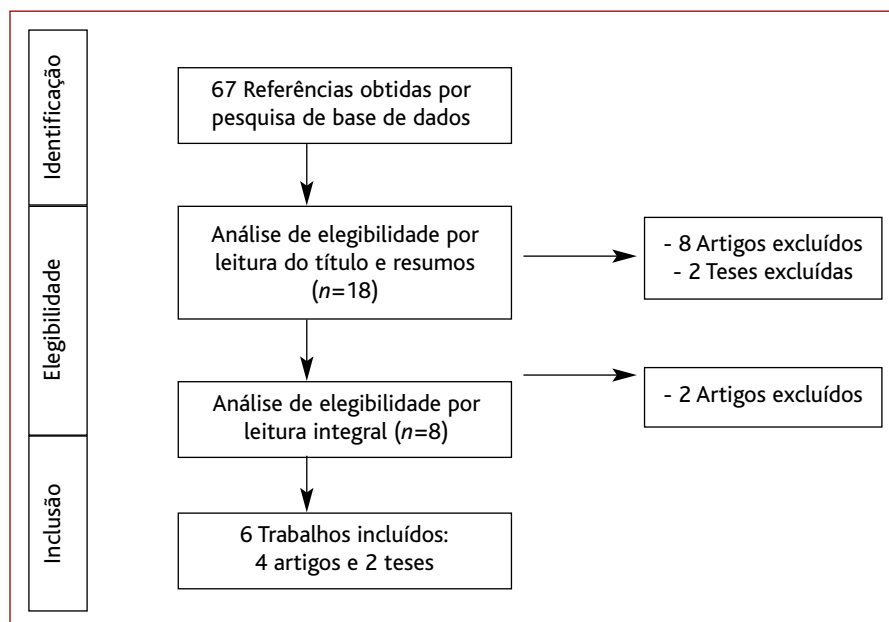 Identificação
67 Referências obtidas por
pesquisa de base de dados
Elegibilidade
Análise de elegibilidade por
leitura do título e resumos
(n=18)
- 8 Artigos excluídos
- 2 Teses excluídas
Análise de elegibilidade por
leitura integral (n=8)
- 2 Artigos excluídos
Inclusão
6 Trabalhos incluídos:
4 artigos e 2 teses